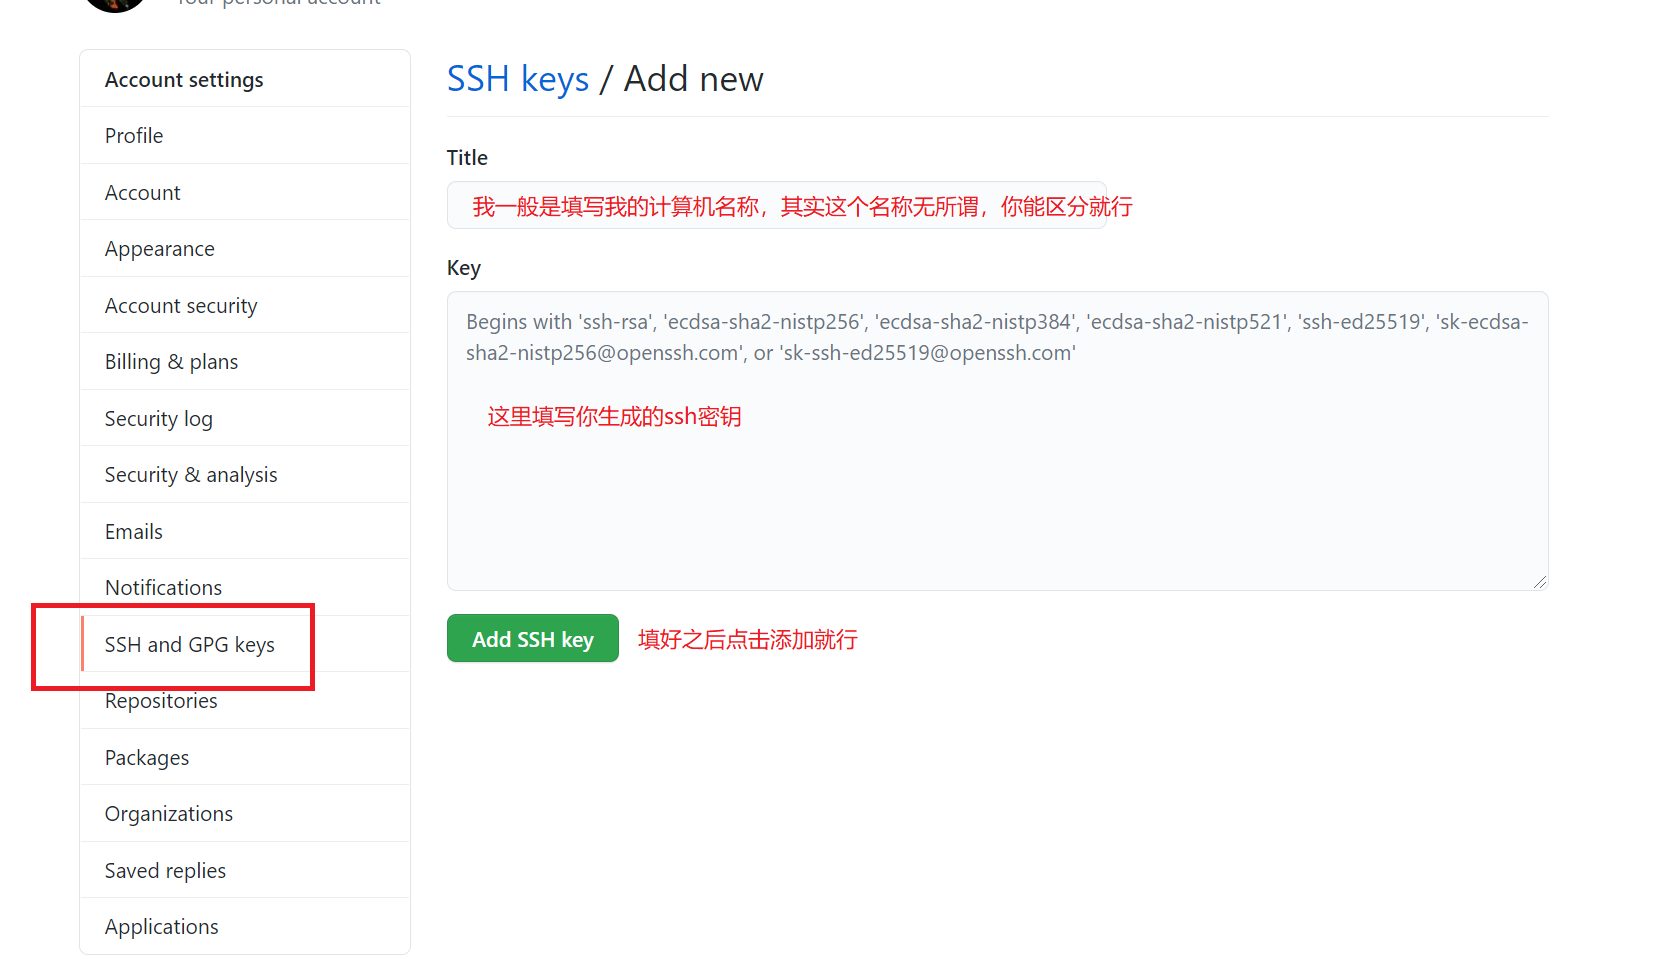 Your personal account
Account settings
Profile
Account
Appearance
Account security
Billing & plans
Security log
Security & analysis
Emails
Notifications
SSH and GPG keys
Repositories
Packages
Organizations
Saved replies
Applications
SSH keys / Add new
Title
我一般是填写我的计算机名称，其实这个名称无所谓，你能区分就行
Key
Begins with 'ssh-rsa', 'ecdsa-sha2-nistp256', 'ecdsa-sha2-nistp384', 'ecdsa-sha2-nistp521', 'ssh-ed25519', 'sk-ecdsa-
sha2-nistp256@openssh.com', or 'sk-ssh-ed25519@openssh.com'
这里填写你生成的ssh密钥
Add SSH key 填好之后点击添加就行